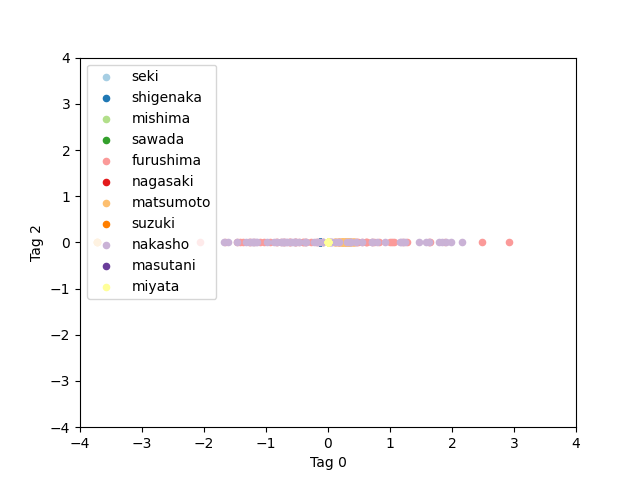 4
3
2
1
0
−1
−2
−3
−4
Tag 2
seki
shigenaka
mishima
sawada
furushima
nagasaki
matsumoto
suzuki
nakasho
masutani
miyata
−4 −3 −2 −1 0 1 2 3 4
Tag 0